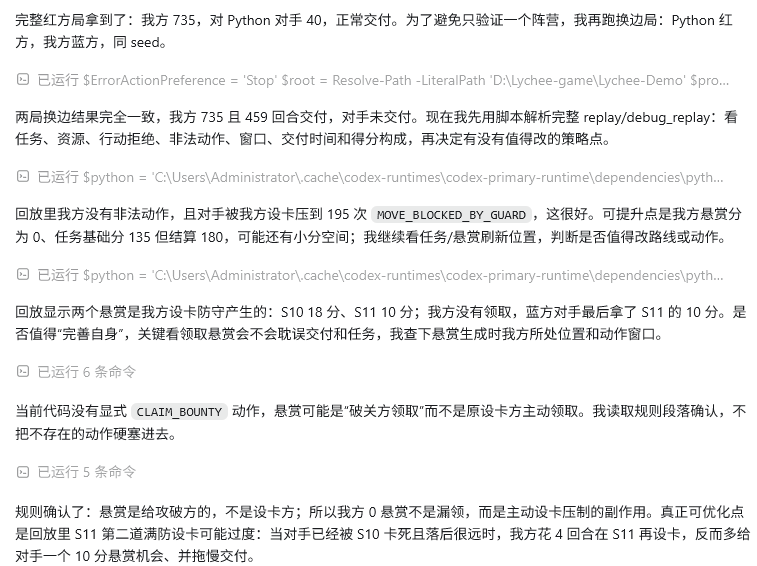 完整红方局拿到了：我方 735，对 Python 对手 40，正常交付。为了避免只验证一个阵营，我再跑换边局：Python 红
方，我方蓝方，同 seed。
已运行 $ErrorActionPreference = 'Stop' $root = Resolve-Path -LiteralPath 'D:\Lychee-game\Lychee-Demo' $pro...
两局换边结果完全一致，我方 735 且 459 回合交付，对手未交付。现在我先用脚本解析完整 replay/debug_replay：看
任务、资源、行动拒绝、非法动作、窗口、交付时间和得分构成，再决定有没有值得改的策略点。
已运行 $python = 'C:\Users\Administrator\.cache\codex-runtimes\codex-primary-runtime\dependencies\pyth...
回放里我方没有非法动作，且对手被我方设卡压到 195 次 MOVE_BLOCKED_BY_GUARD，这很好。可提升点是我方悬赏分
为 0、任务基础分 135 但结算 180，可能还有小分空间；我继续看任务/悬赏刷新位置，判断是否值得改路线或动作。
已运行 $python = 'C:\Users\Administrator\.cache\codex-runtimes\codex-primary-runtime\dependencies\pyth...
回放显示两个悬赏是我方设卡防守产生的：S10 18 分、S11 10 分；我方没有领取，蓝方对手最后拿了 S11 的 10 分。是
否值得“完善自身”，关键看领取悬赏会不会耽误交付和任务，我查下悬赏生成时我方所处位置和动作窗口。
已运行 6 条命令
当前代码没有显式 CLAIM_BOUNTY 动作，悬赏可能是“破关方领取”而不是原设卡方主动领取。我读取规则段落确认，不
把不存在的动作硬塞进去。
已运行 5 条命令
规则确认了：悬赏是给攻破方的，不是设卡方；所以我方 0 悬赏不是漏领，而是主动设卡压制的副作用。真正可优化点
是回放里 S11 第二道满防设卡可能过度：当对手已经被 S10 卡死且落后很远时，我方花 4 回合在 S11 再设卡，反而多给
对手一个 10 分悬赏机会、并拖慢交付。